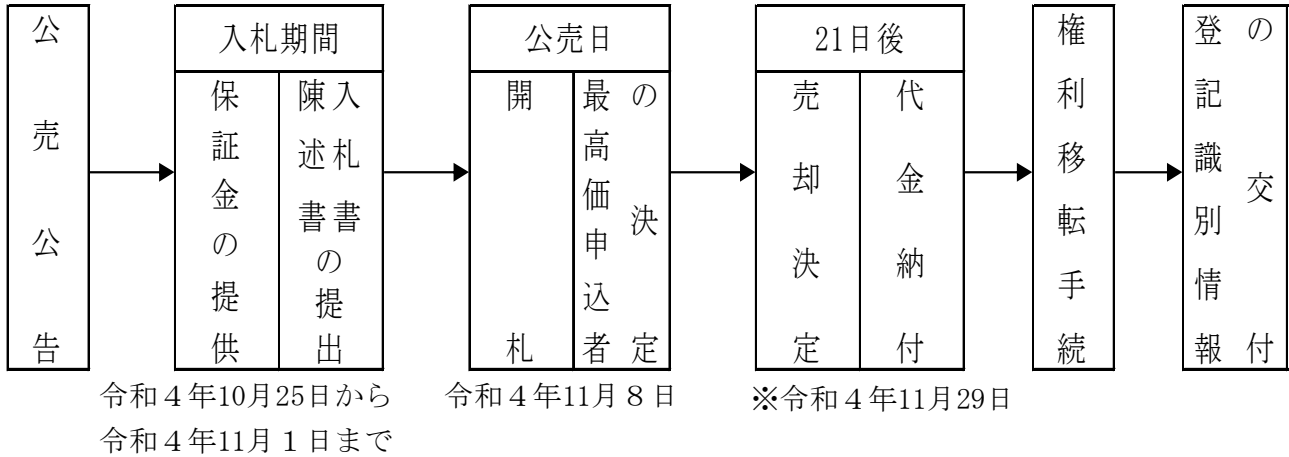 公売公告
入札期間
保証金の提供
入札書の提出
陳述書
公売日
開札
最高価申込者
の決定
21日後
売却決定
代金納付
権利移転手続
登記識別情報
の交付
令和４年10月25日から
令和４年11月１日まで
令和４年11月８日
※令和４年11月29日